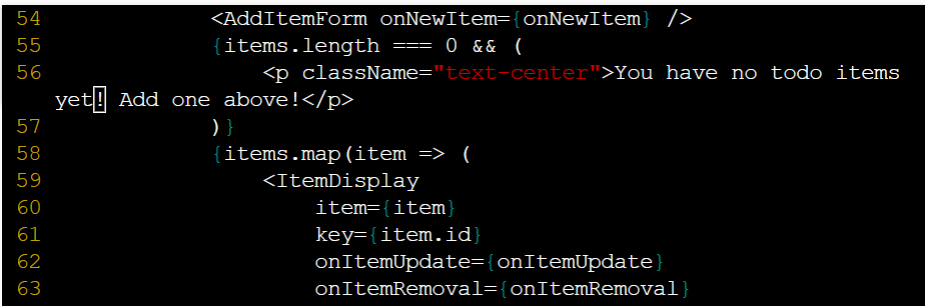 54            <AddItemForm onNewItem={onNewItem} />
55            {items.length === 0 && (
56                <p className="text-center">You have no todo items
yet! Add one above!</p>
57            )}
58            {items.map(item => (
59                <ItemDisplay
60                    item={item}
61                    key={item.id}
62                    onItemUpdate={onItemUpdate}
63                    onItemRemoval={onItemRemoval}